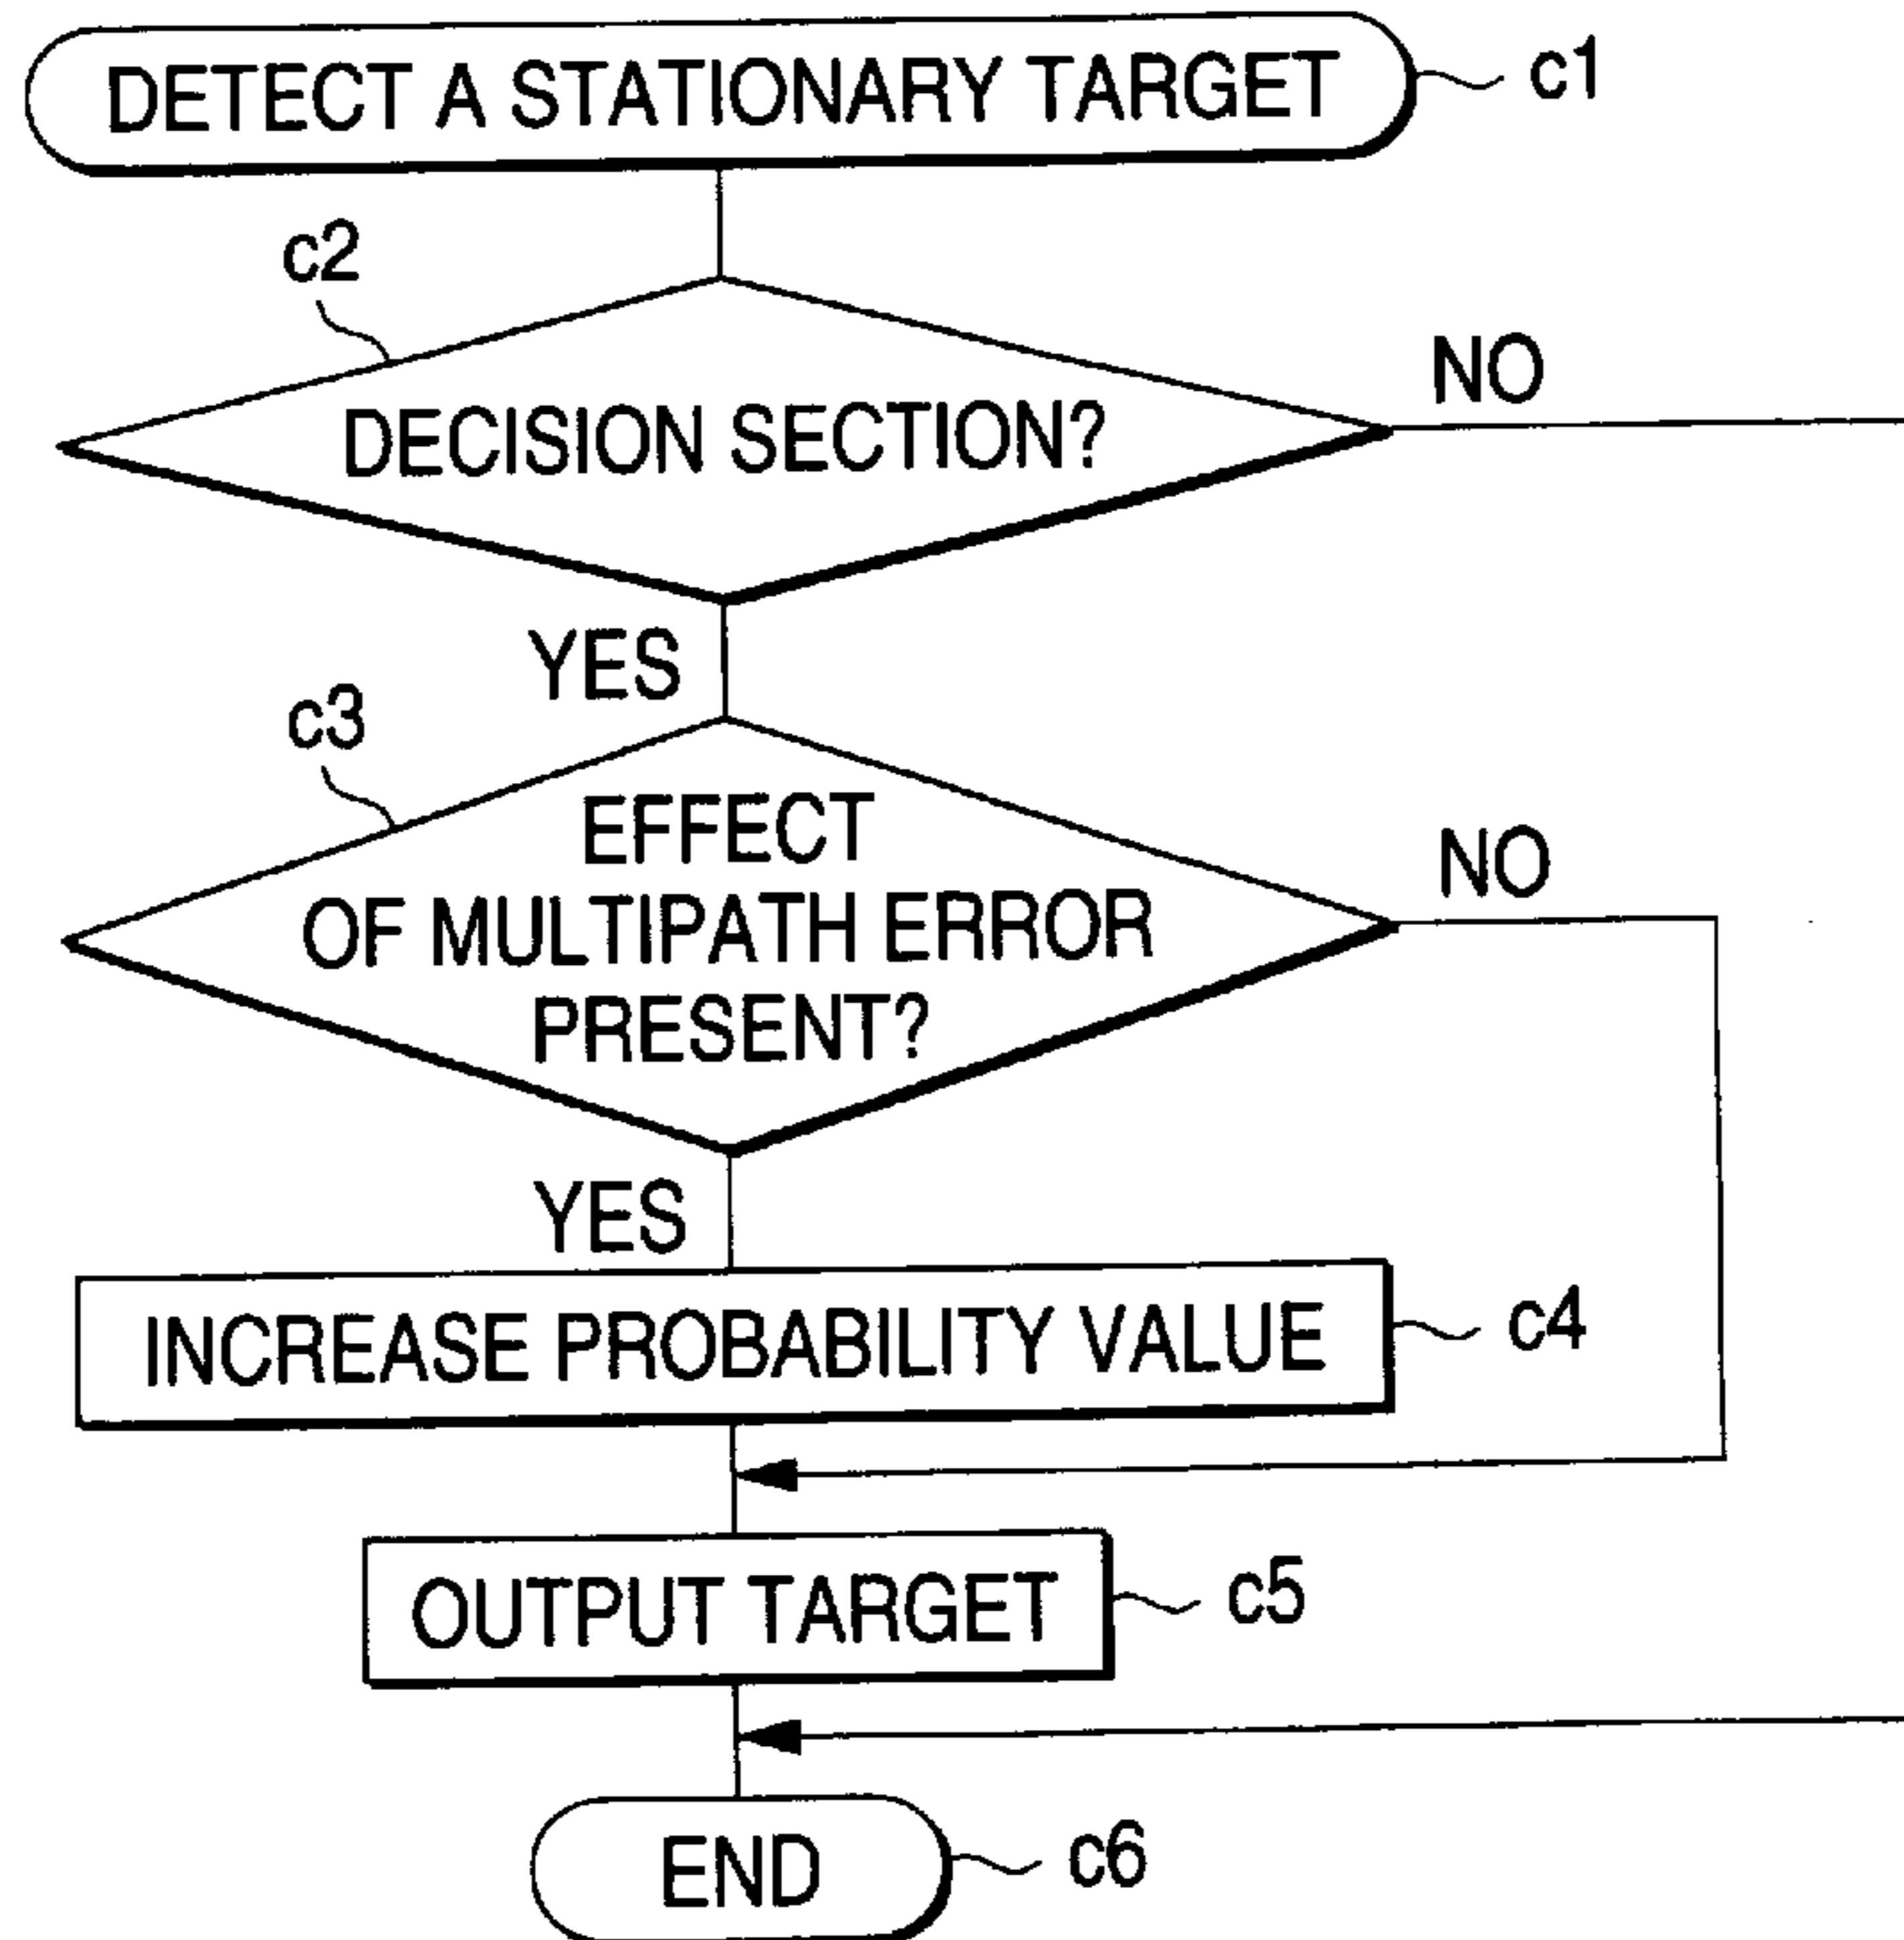 DETECT A STATIONARY TARGET
c1
c2
DECISION SECTION?
NO
YES
c3
EFFECT
OF MULTIPATH ERROR
PRESENT?
NO
YES
INCREASE PROBABILITY VALUE
c4
OUTPUT TARGET
c5
END
c6